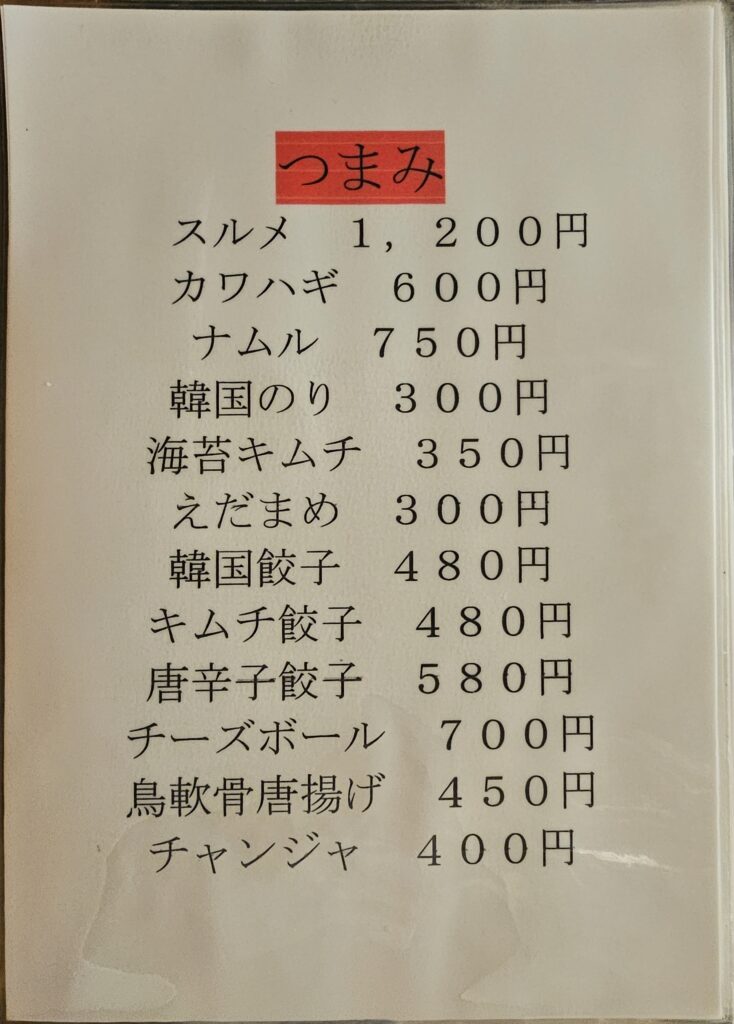 つまみ
スルメ　１，２００円
カワハギ　６００円
ナムル　７５０円
韓国のり　３００円
海苔キムチ　３５０円
えだまめ　３００円
韓国餃子　４８０円
キムチ餃子　４８０円
唐辛子餃子　５８０円
チーズボール　７００円
鳥軟骨唐揚げ　４５０円
チャンジャ　４００円